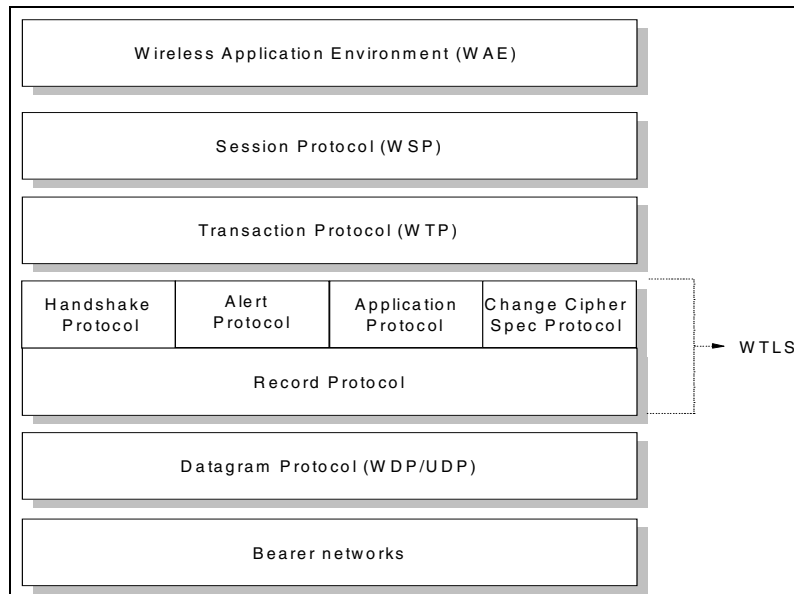 Wireless Application Environment (WAE)
Session Protocol (WSP)
Transaction Protocol (WTP)
Handshake
Protocol
Alert
Protocol
Application
Protocol
Change Cipher
Spec Protocol
WTLS
Record Protocol
Datagram Protocol (WDP/UDP)
Bearer networks